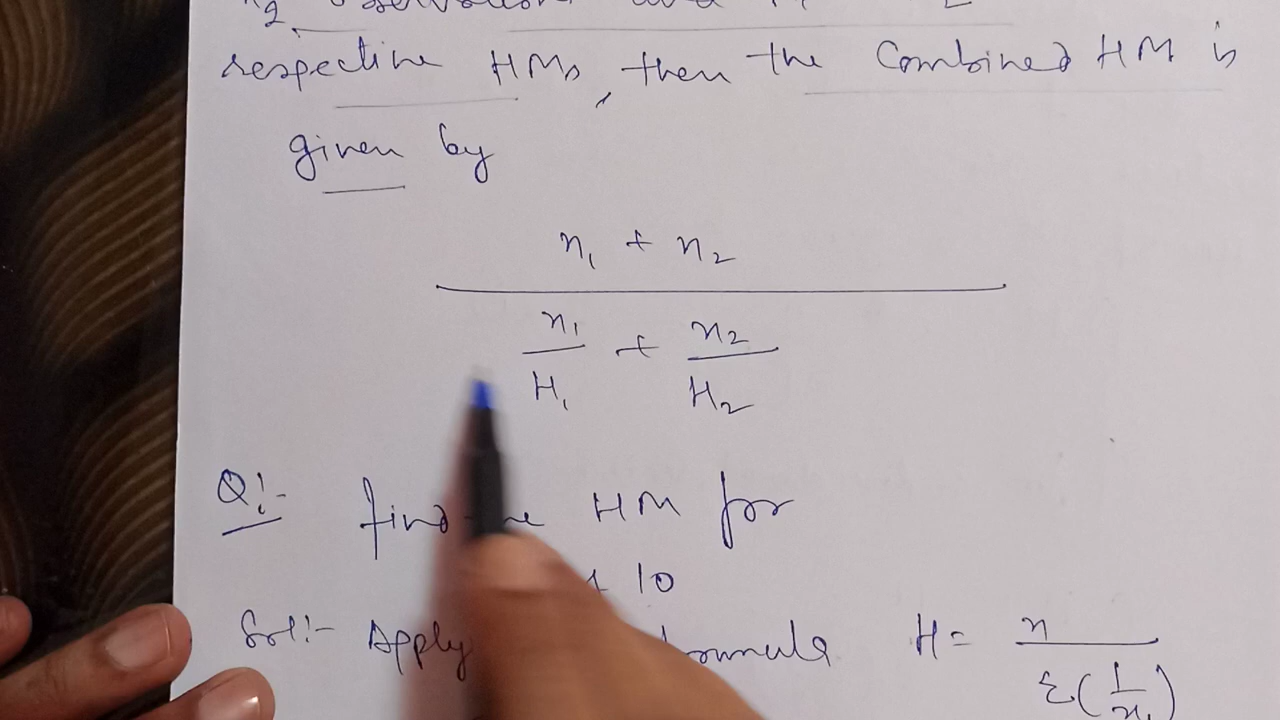 respective HMs, then the Combined HM is
given by
n₁ + n₂
n₁/H₁ + n₂/H₂
Q!- find HM for
10
Sol!- Apply formula H = n/Σ(1/x₁)